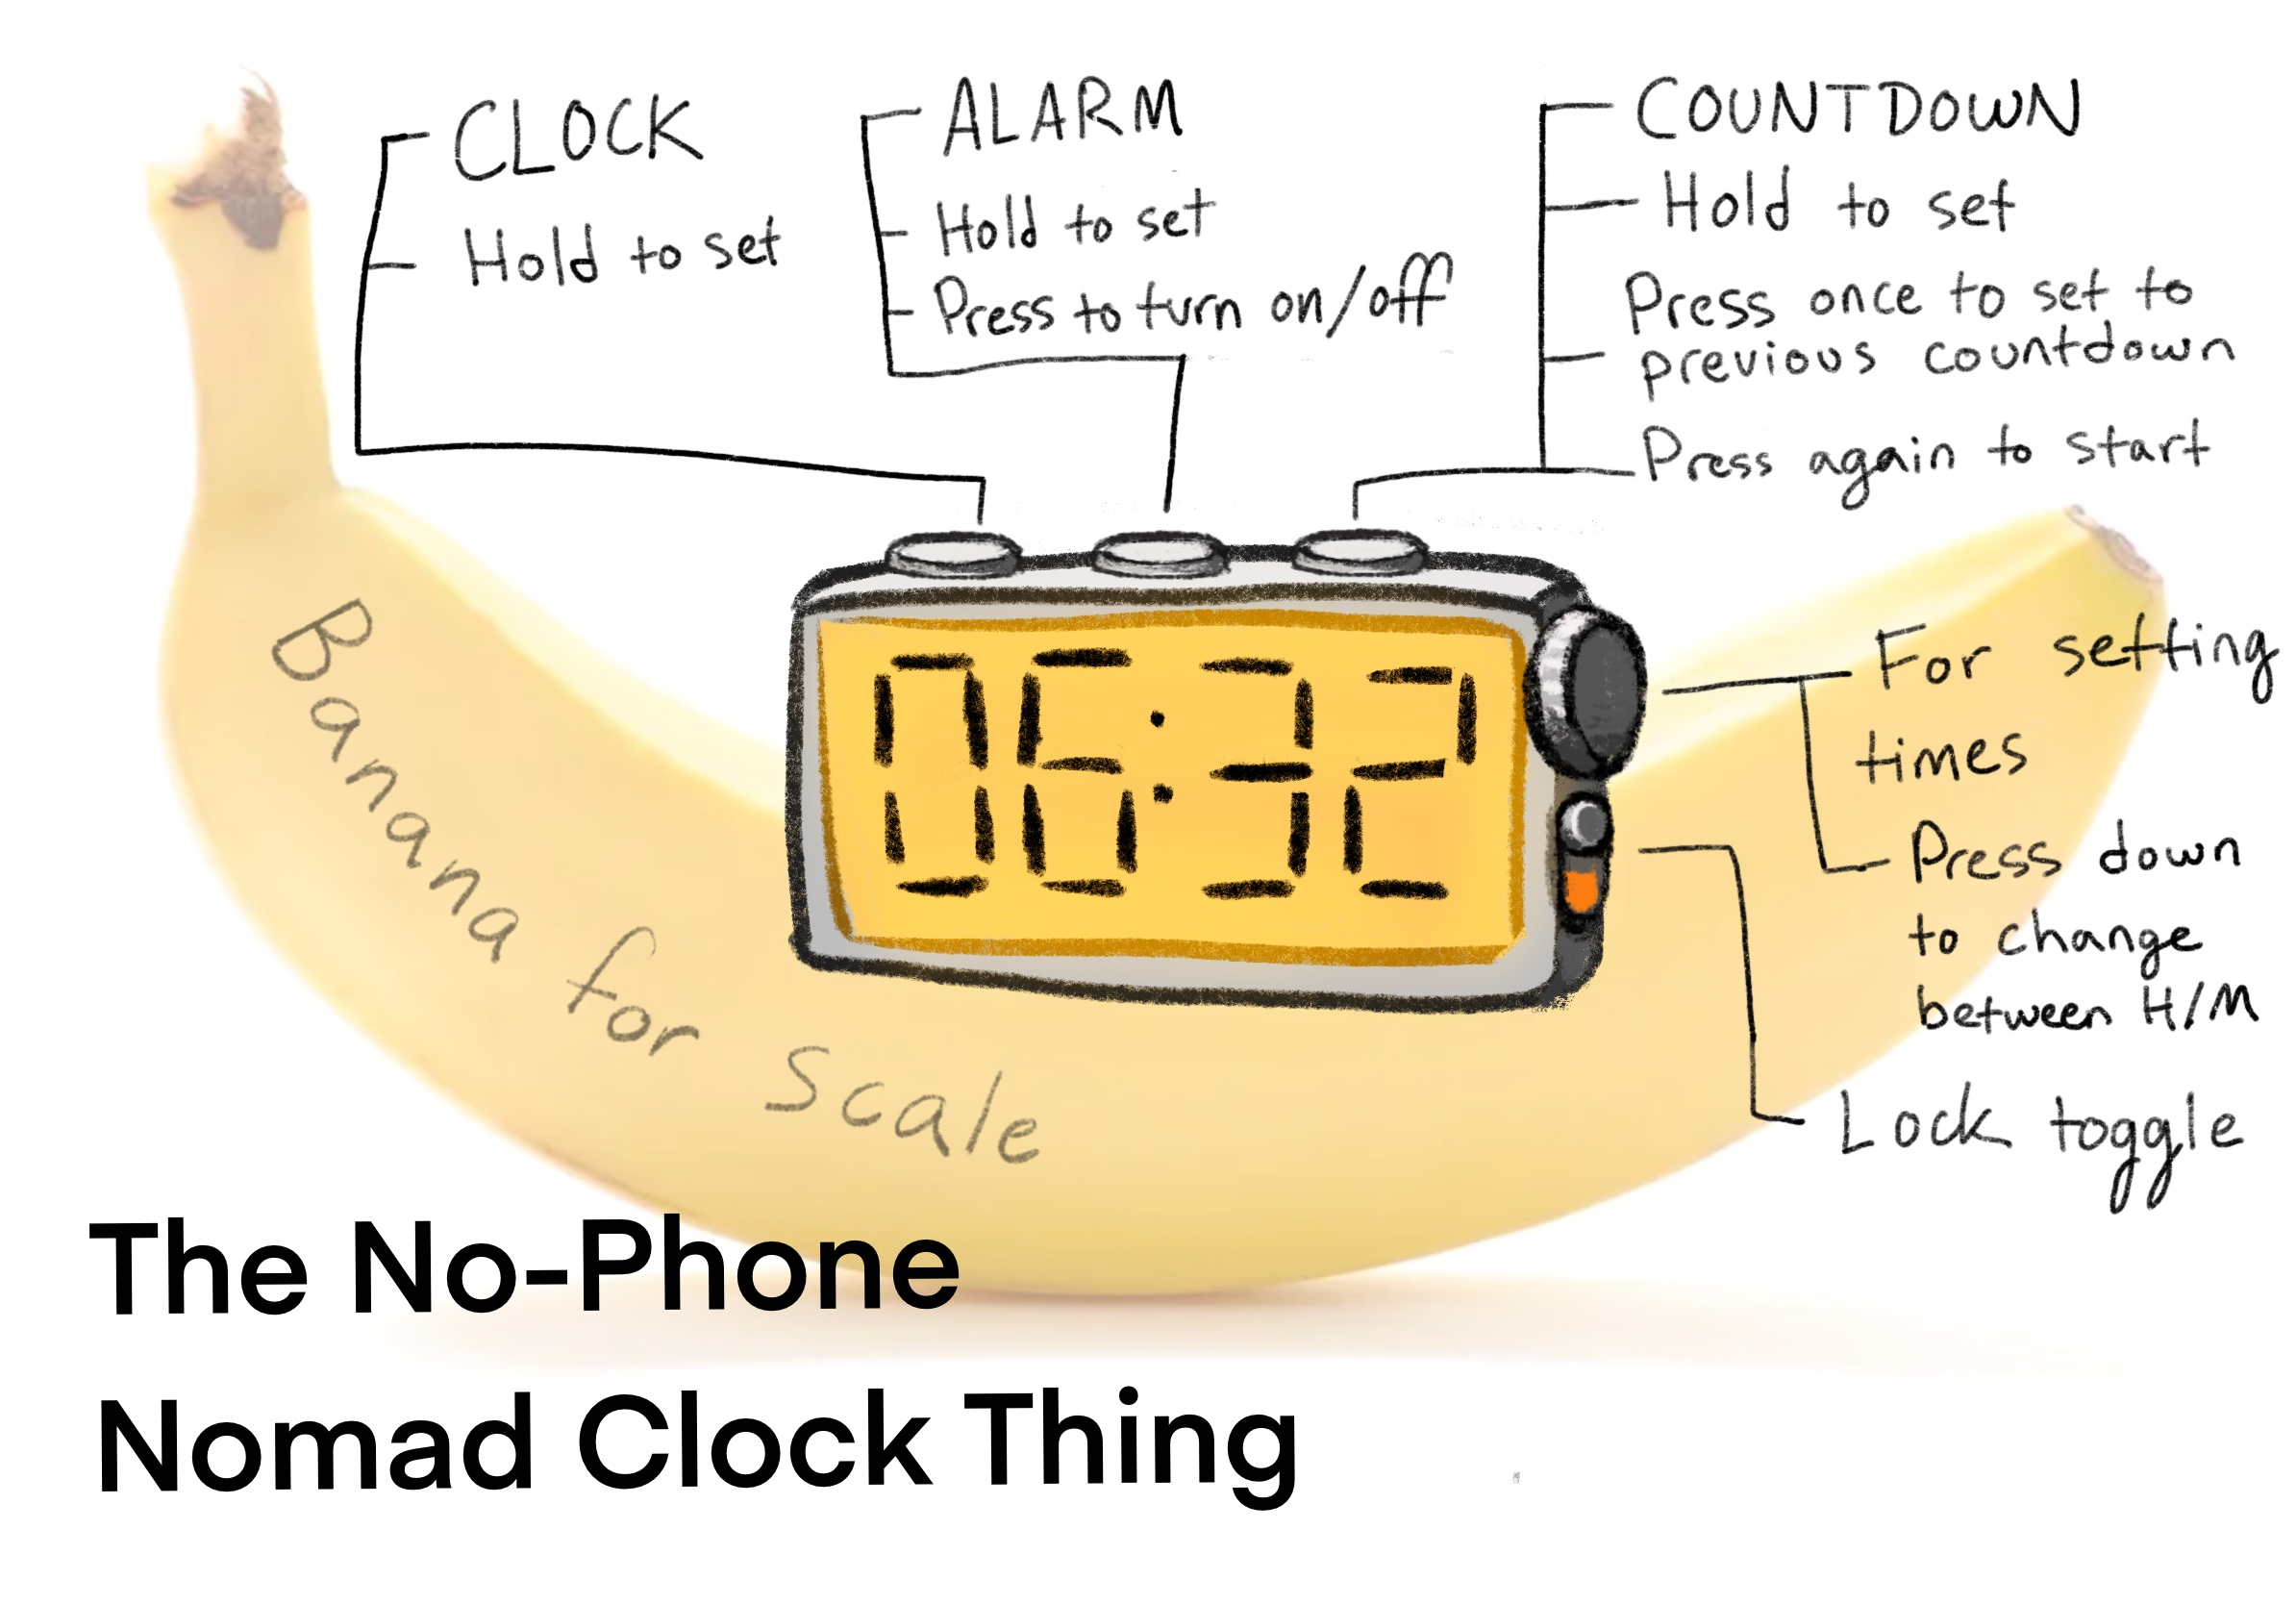 CLOCK
Hold to set
ALARM
Hold to set
Press to turn on/off
COUNTDOWN
Hold to set
Press once to set to
previous countdown
Press again to start
06:32
For setting
times
Press down
to change
between H/M
Lock toggle
Banana for scale
The No-Phone
Nomad Clock Thing